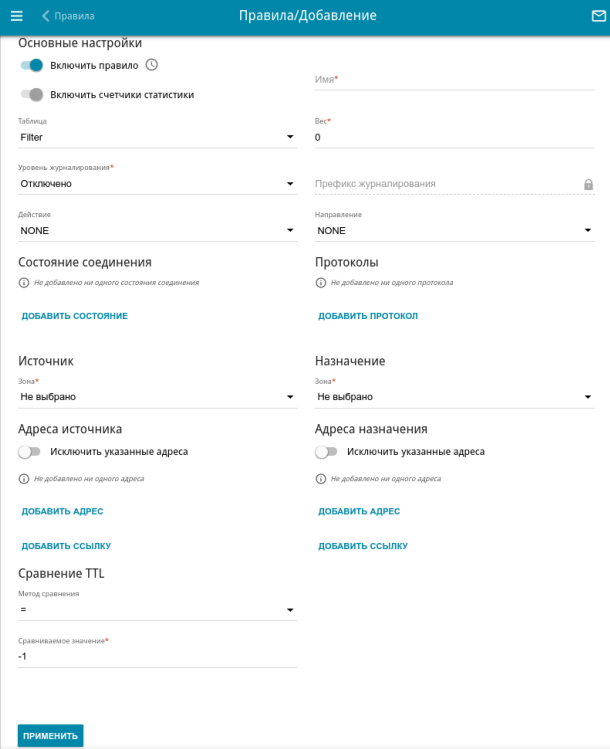 Правила
Правила/Добавление
Основные настройки
Включить правило
Имя*
Включить счетчики статистики
Таблица
Filter
Вес*
0
Уровень журналирования*
Отключено
Префикс журналирования
Действие
NONE
Направление
NONE
Состояние соединения
Не добавлено ни одного состояния соединения
ДОБАВИТЬ СОСТОЯНИЕ
Протоколы
Не добавлено ни одного протокола
ДОБАВИТЬ ПРОТОКОЛ
Источник
Зона*
Не выбрано
Назначение
Зона*
Не выбрано
Адреса источника
Исключить указанные адреса
Не добавлено ни одного адреса
ДОБАВИТЬ АДРЕС
ДОБАВИТЬ ССЫЛКУ
Адреса назначения
Исключить указанные адреса
Не добавлено ни одного адреса
ДОБАВИТЬ АДРЕС
ДОБАВИТЬ ССЫЛКУ
Сравнение TTL
Метод сравнения
=
Сравниваемое значение*
-1
ПРИМЕНИТЬ